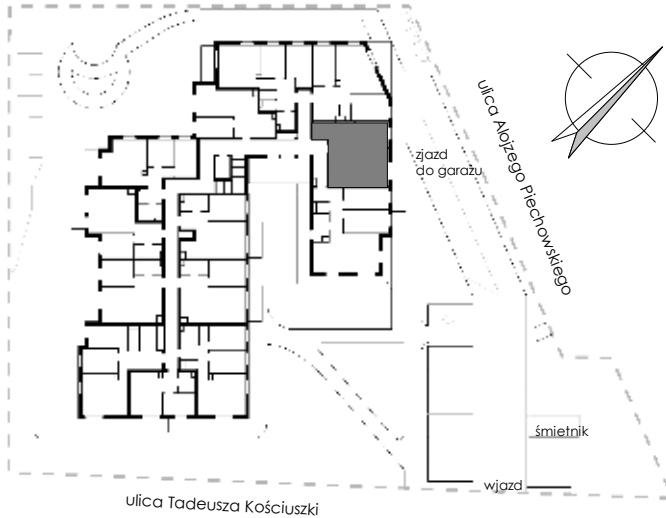 ulica Alojzego Piechowskiego
zjazd
do garażu
śmietnik
wjazd
ulica Tadeusza Kościuszki